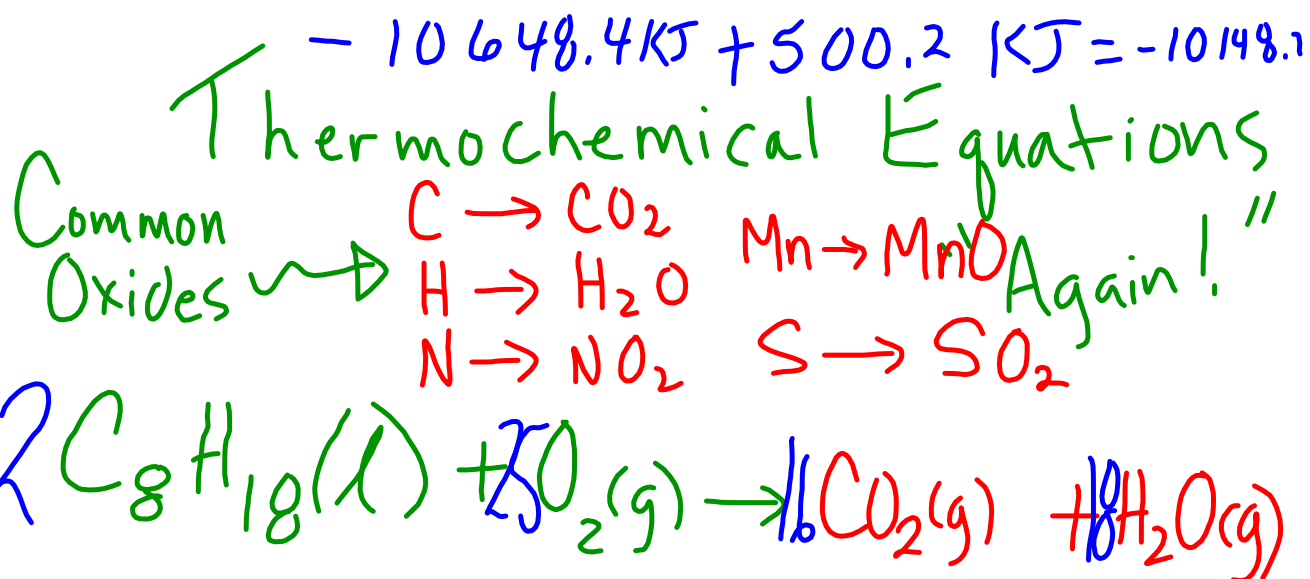 - 10648.4KJ + 500.2 KJ = -10148.2
Thermochemical Equations
Common Oxides
C → CO₂
H → H₂O
N → NO₂
Mn → MnO
S → SO₂
"Again!"
2C₈H₁₈(l) + 25O₂(g) → 16CO₂(g) + 18H₂O(g)